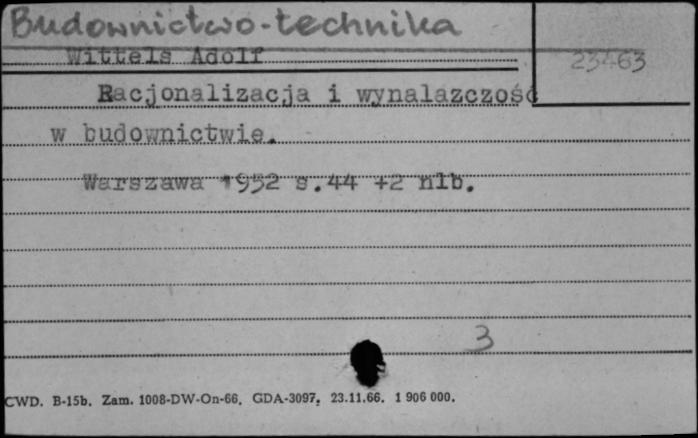 Budownictwo-technika
Wittels Adolf
23463
Racjonalizacja i wynalazczość
w budownictwie.
Warszawa 1952 s.44 +2 nlb.
3
CWD. B-15b. Zam. 1008-DW-On-66. GDA-3097. 23.11.66. 1 906 000.